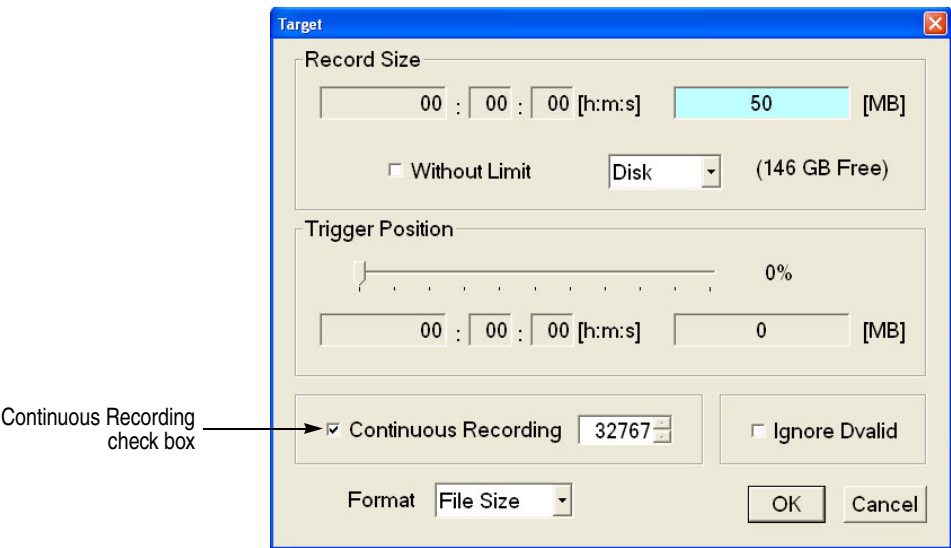 Target
Record Size
00 : 00 : 00 [h:m:s] 50 [MB]
Without Limit Disk (146 GB Free)
Trigger Position
0%
00 : 00 : 00 [h:m:s] 0 [MB]
Continuous Recording
check box
Continuous Recording 32767 Ignore Dvalid
Format File Size OK Cancel